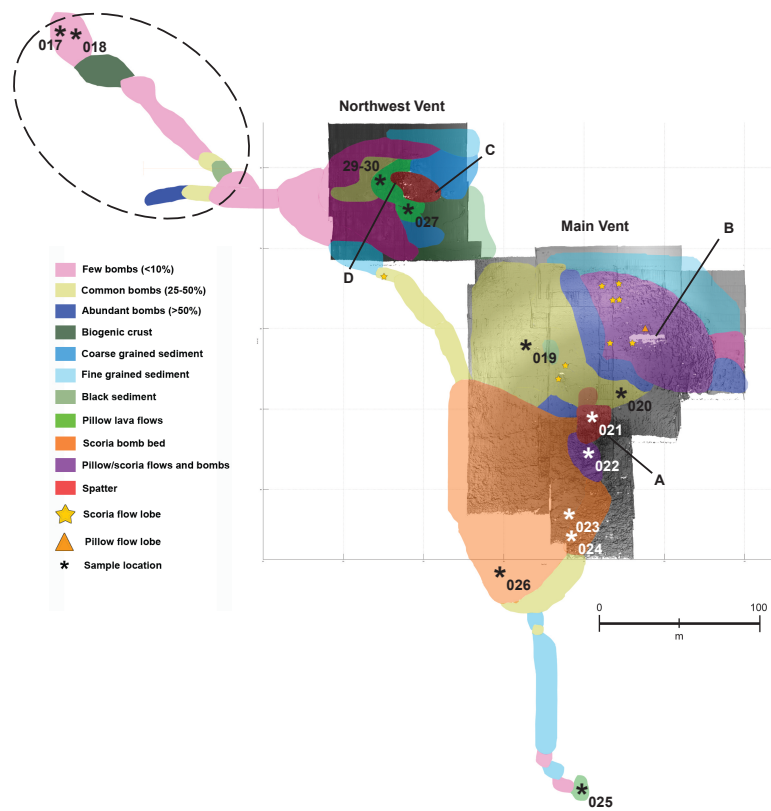 017
018
Northwest Vent
C
29-30
027
D
Main Vent
B
Few bombs (<10%)
Common bombs (25-50%)
Abundant bombs (>50%)
Biogenic crust
Coarse grained sediment
Fine grained sediment
Black sediment
Pillow lava flows
Scoria bomb bed
Pillow/scoria flows and bombs
Spatter
Scoria flow lobe
Pillow flow lobe
* Sample location
019
020
021
022
A
023
024
026
0 100
m
025